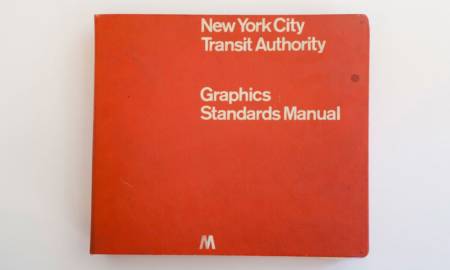 New York City
Transit Authority
Graphics
Standards Manual
M